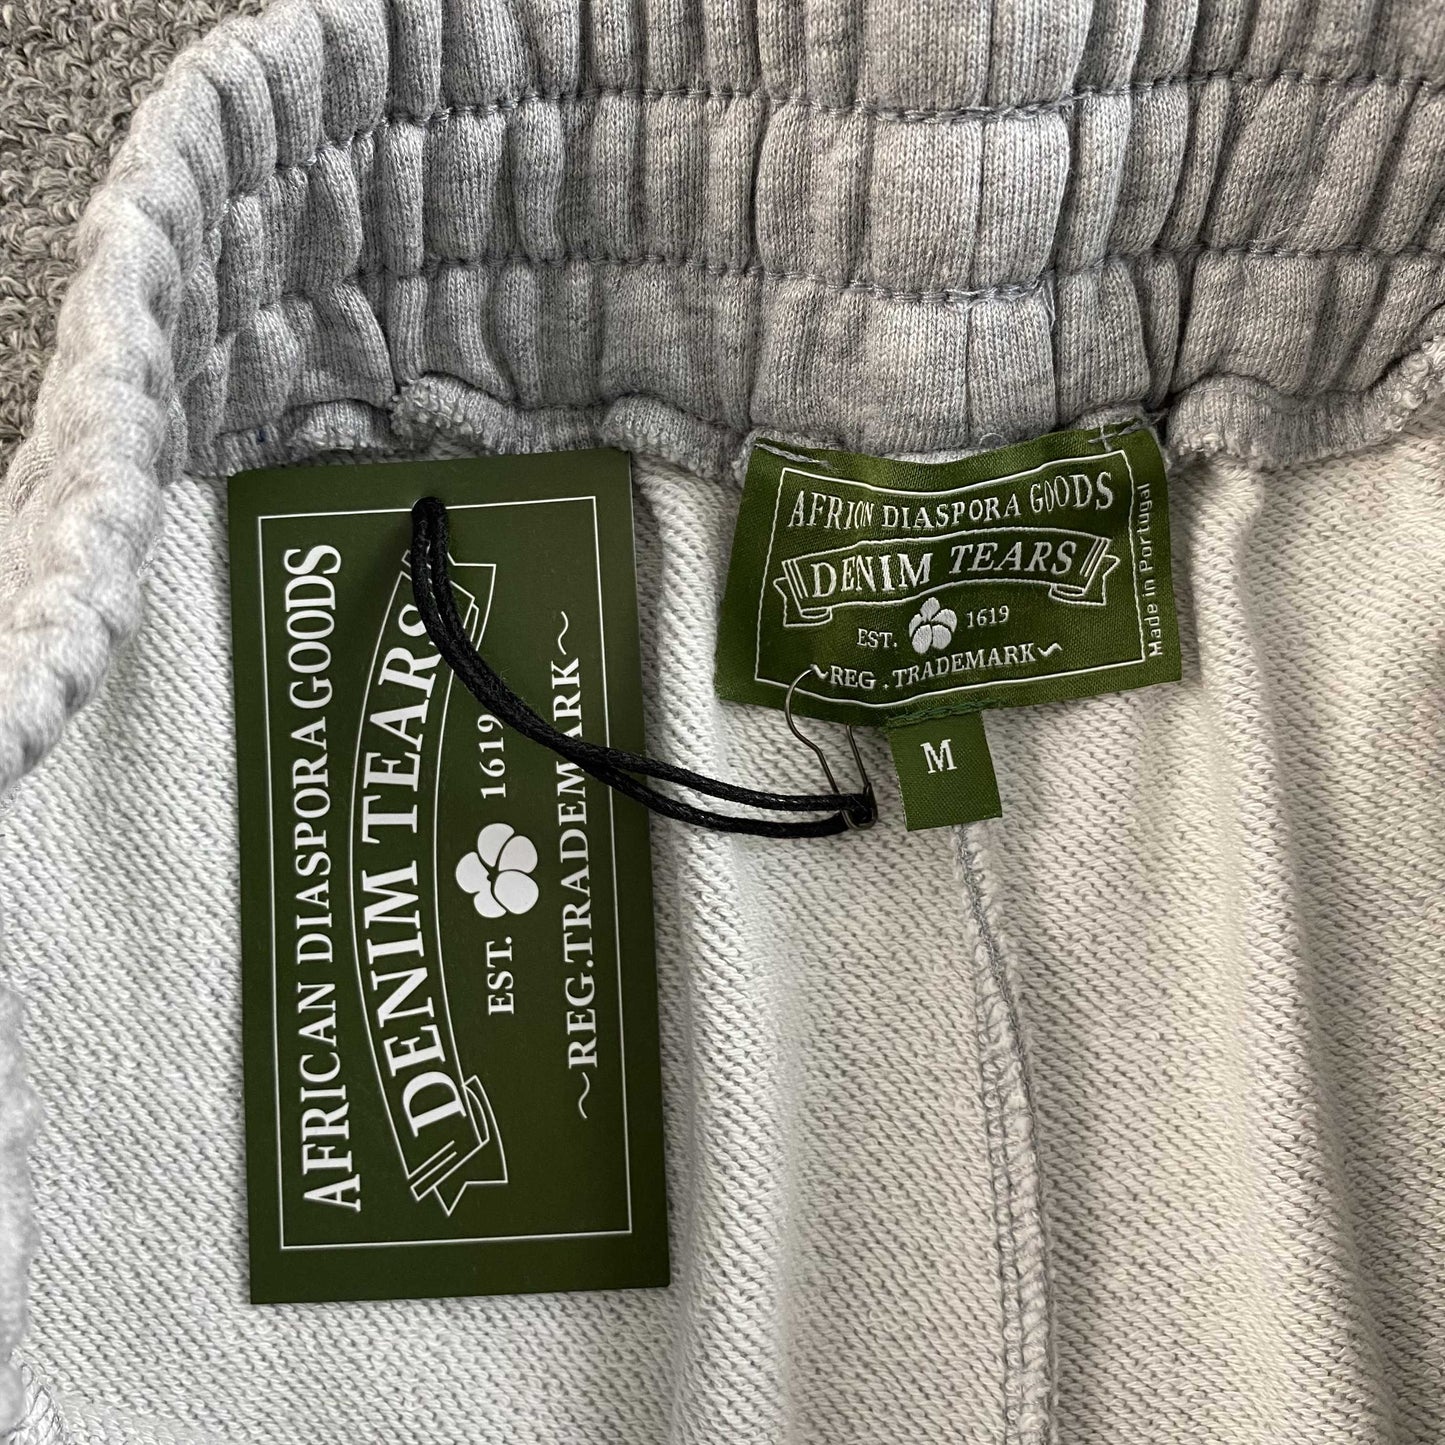 AFRICAN DIASPORA GOODS
DENIM TEARS
EST. 1619
~REG.TRADEMARK~
AFRICAN DIASPORA GOODS
DENIM TEARS
EST. 1619
~REG.TRADEMARK~
Made in Portugal
M